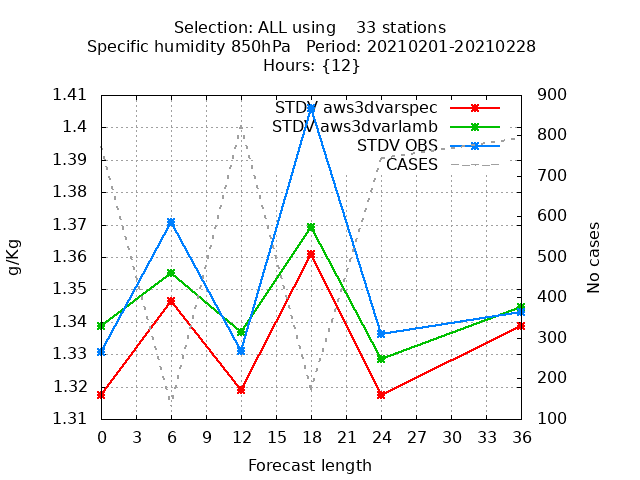 Selection: ALL using    33 stations
Specific humidity 850hPa   Period: 20210201-20210228
Hours: {12}
STDV aws3dvarspec
STDV aws3dvarlamb
STDV OBS
CASES
g/Kg
1.41
1.4
1.39
1.38
1.37
1.36
1.35
1.34
1.33
1.32
1.31
900
800
700
600
500
400
300
200
100
No cases
0 3 6 9 12 15 18 21 24 27 30 33 36
Forecast length